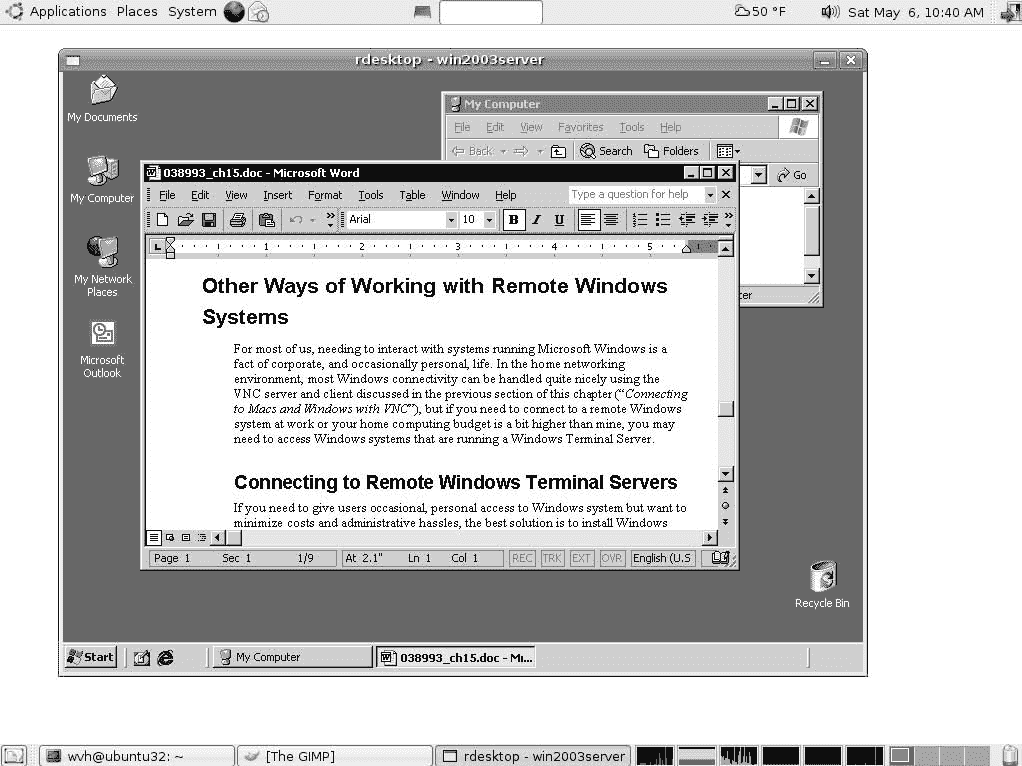 Applications Places System
50 °F
Sat May 6, 10:40 AM
rdesktop - win2003server
My Documents
My Computer
My Network
Places
Microsoft
Outlook
Recycle Bin
My Computer
File Edit View Favorites Tools Help
Back Search Folders
Go
ter
038993_ch15.doc - Microsoft Word
File Edit View Insert Format Tools Table Window Help Type a question for help
Arial 10 B I U
1 2 3 4 5
Other Ways of Working with Remote Windows
Systems
For most of us, needing to interact with systems running Microsoft Windows is a
fact of corporate, and occasionally personal, life. In the home networking
environment, most Windows connectivity can be handled quite nicely using the
VNC server and client discussed in the previous section of this chapter (“Connecting
to Macs and Windows with VNC”), but if you need to connect to a remote Windows
system at work or your home computing budget is a bit higher than mine, you may
need to access Windows systems that are running a Windows Terminal Server.
Connecting to Remote Windows Terminal Servers
If you need to give users occasional, personal access to Windows system but want to
minimize costs and administrative hassles, the best solution is to install Windows
Page 1 Sec 1 1/9 At 2.1" Ln 1 Col 1 REC TRK EXT OVR English (U.S
Start My Computer 038993_ch15.doc - Mi...
wvh@ubuntu32: ~ [The GIMP] rdesktop - win2003server